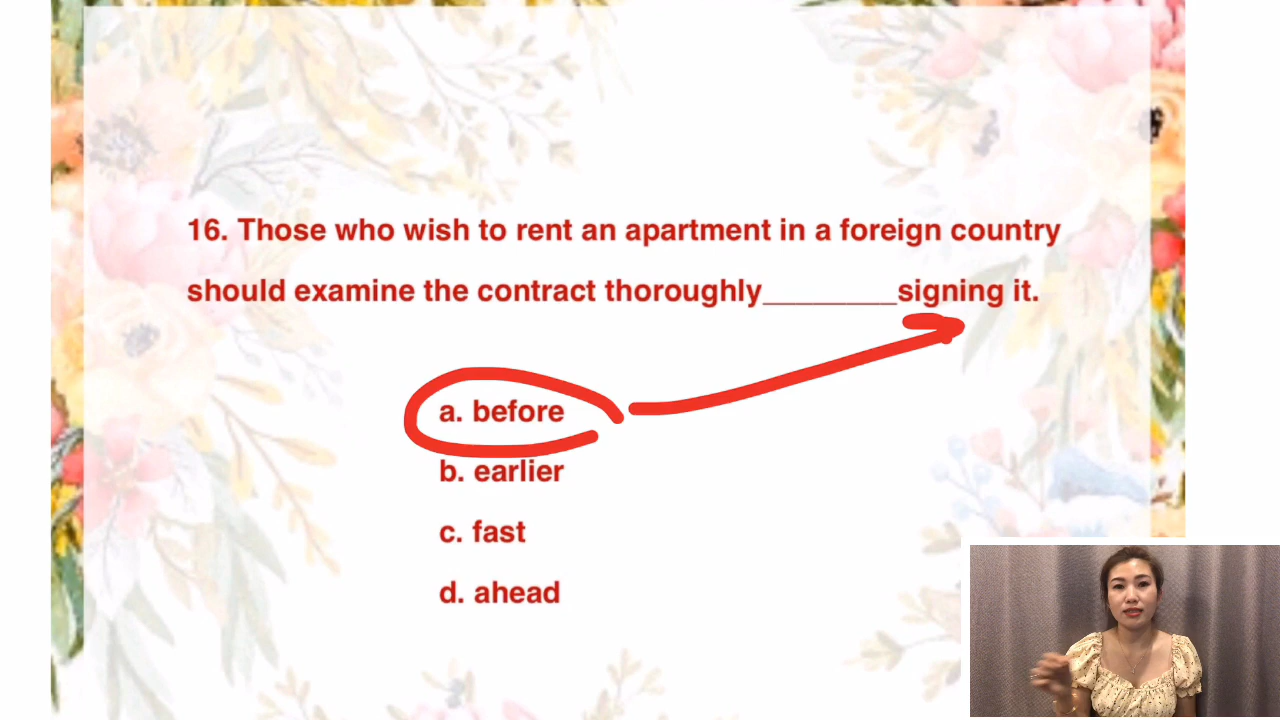 16. Those who wish to rent an apartment in a foreign country
should examine the contract thoroughly________signing it.
a. before
b. earlier
c. fast
d. ahead